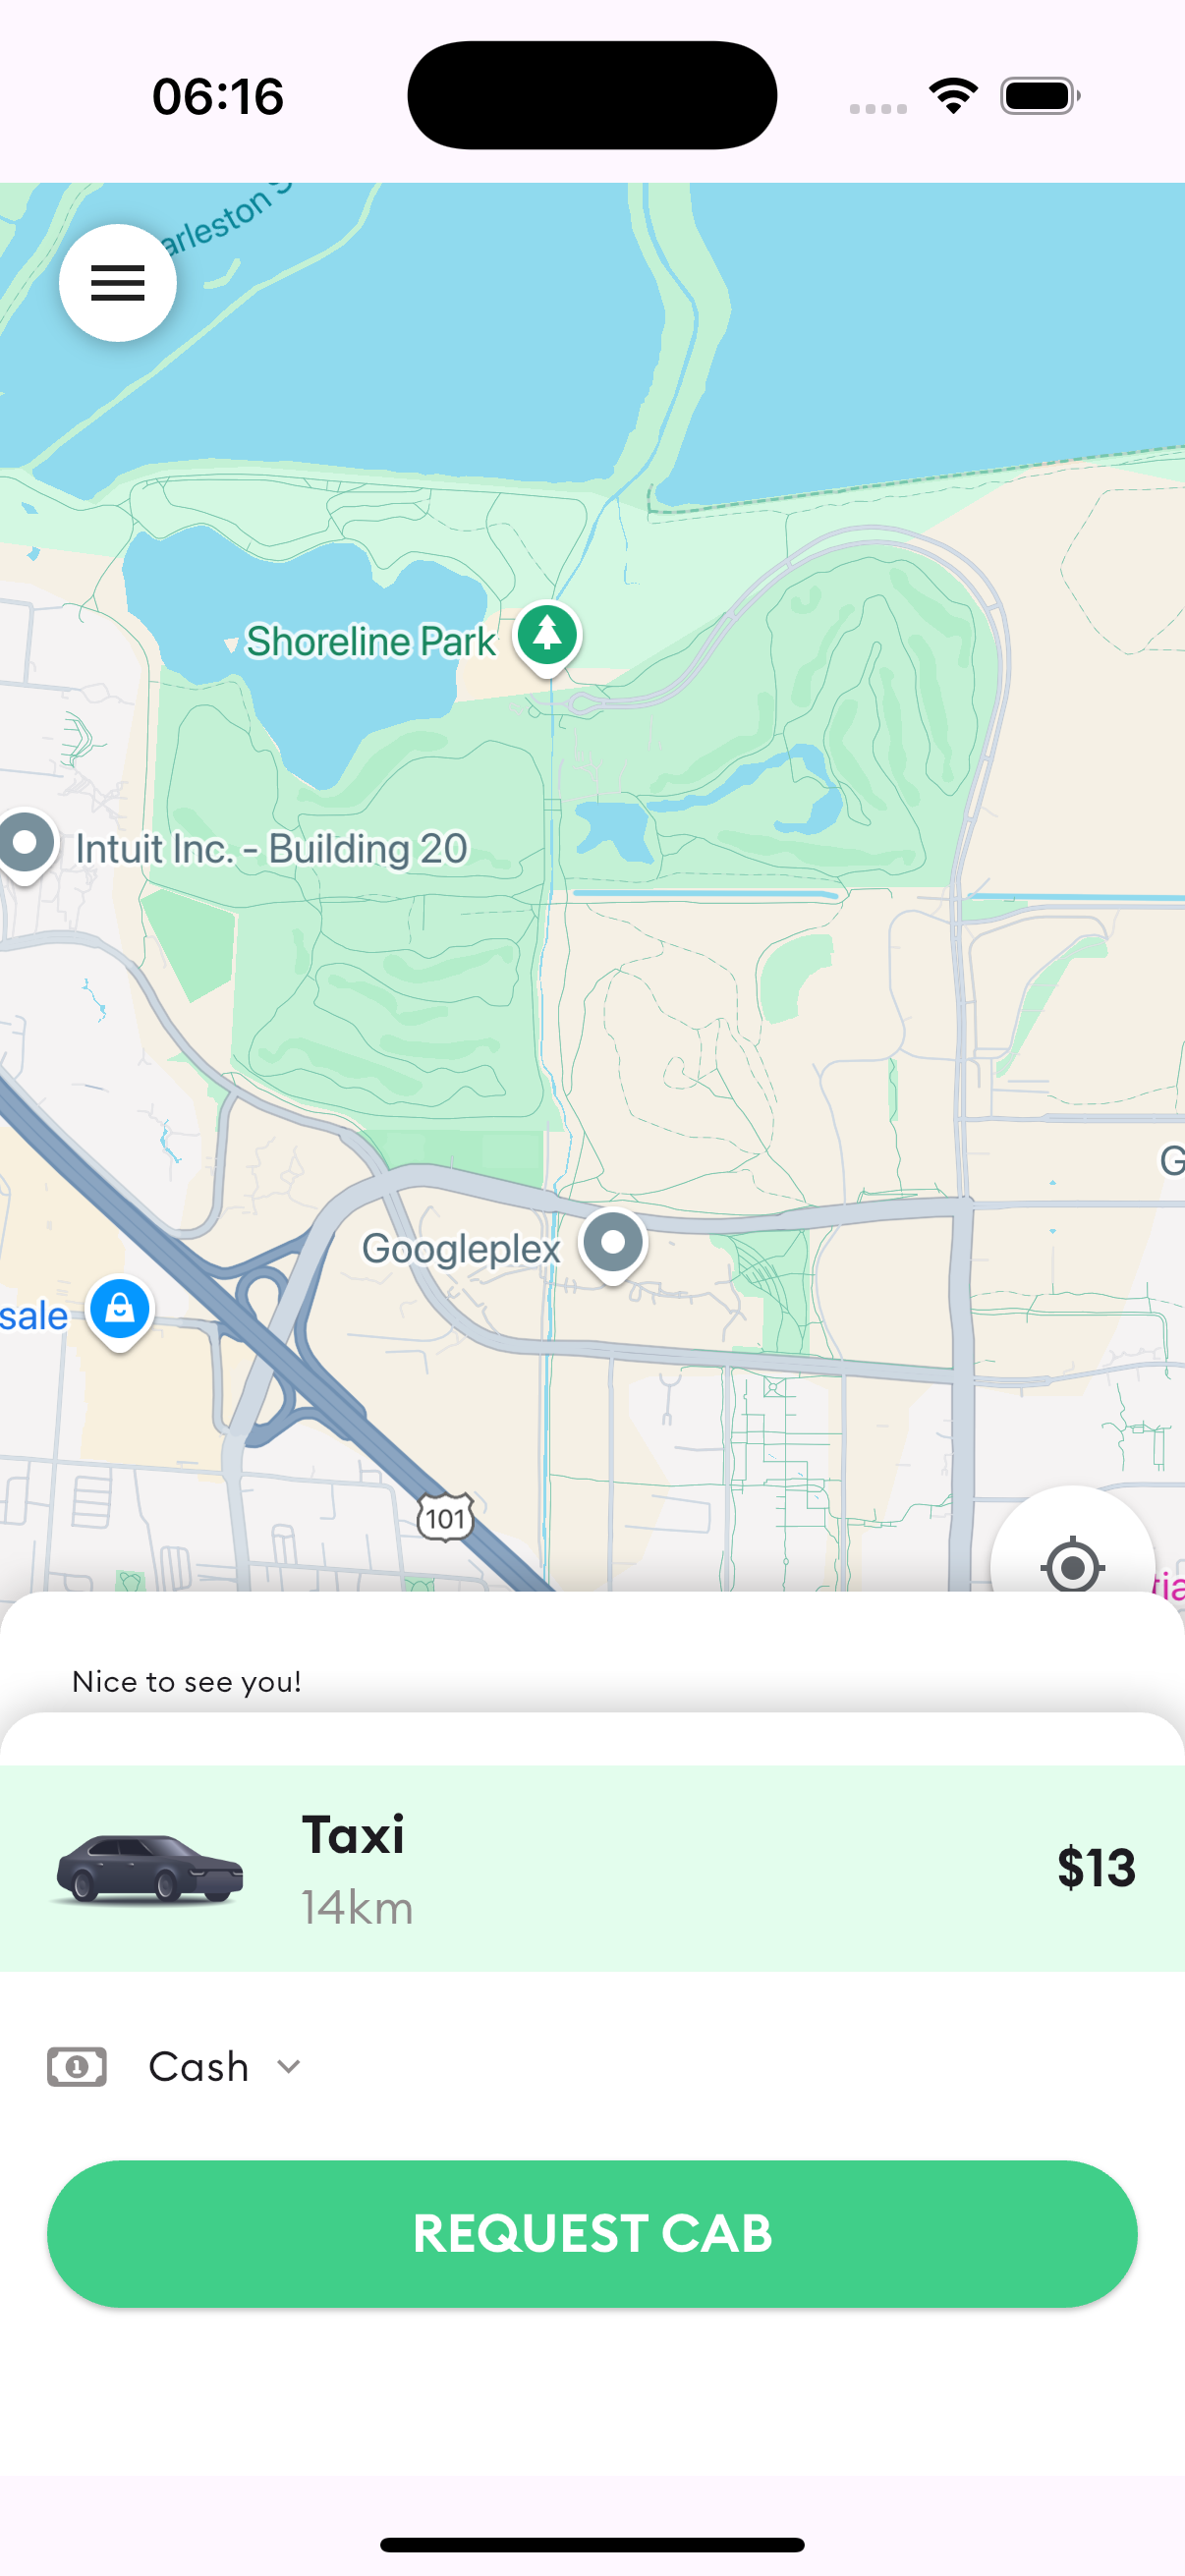 06:16
arleston S
Shoreline Park
Intuit Inc. - Building 20
G
Googleplex
sale
101
tia
Nice to see you!
Taxi
$13
14km
1
Cash
REQUEST CAB